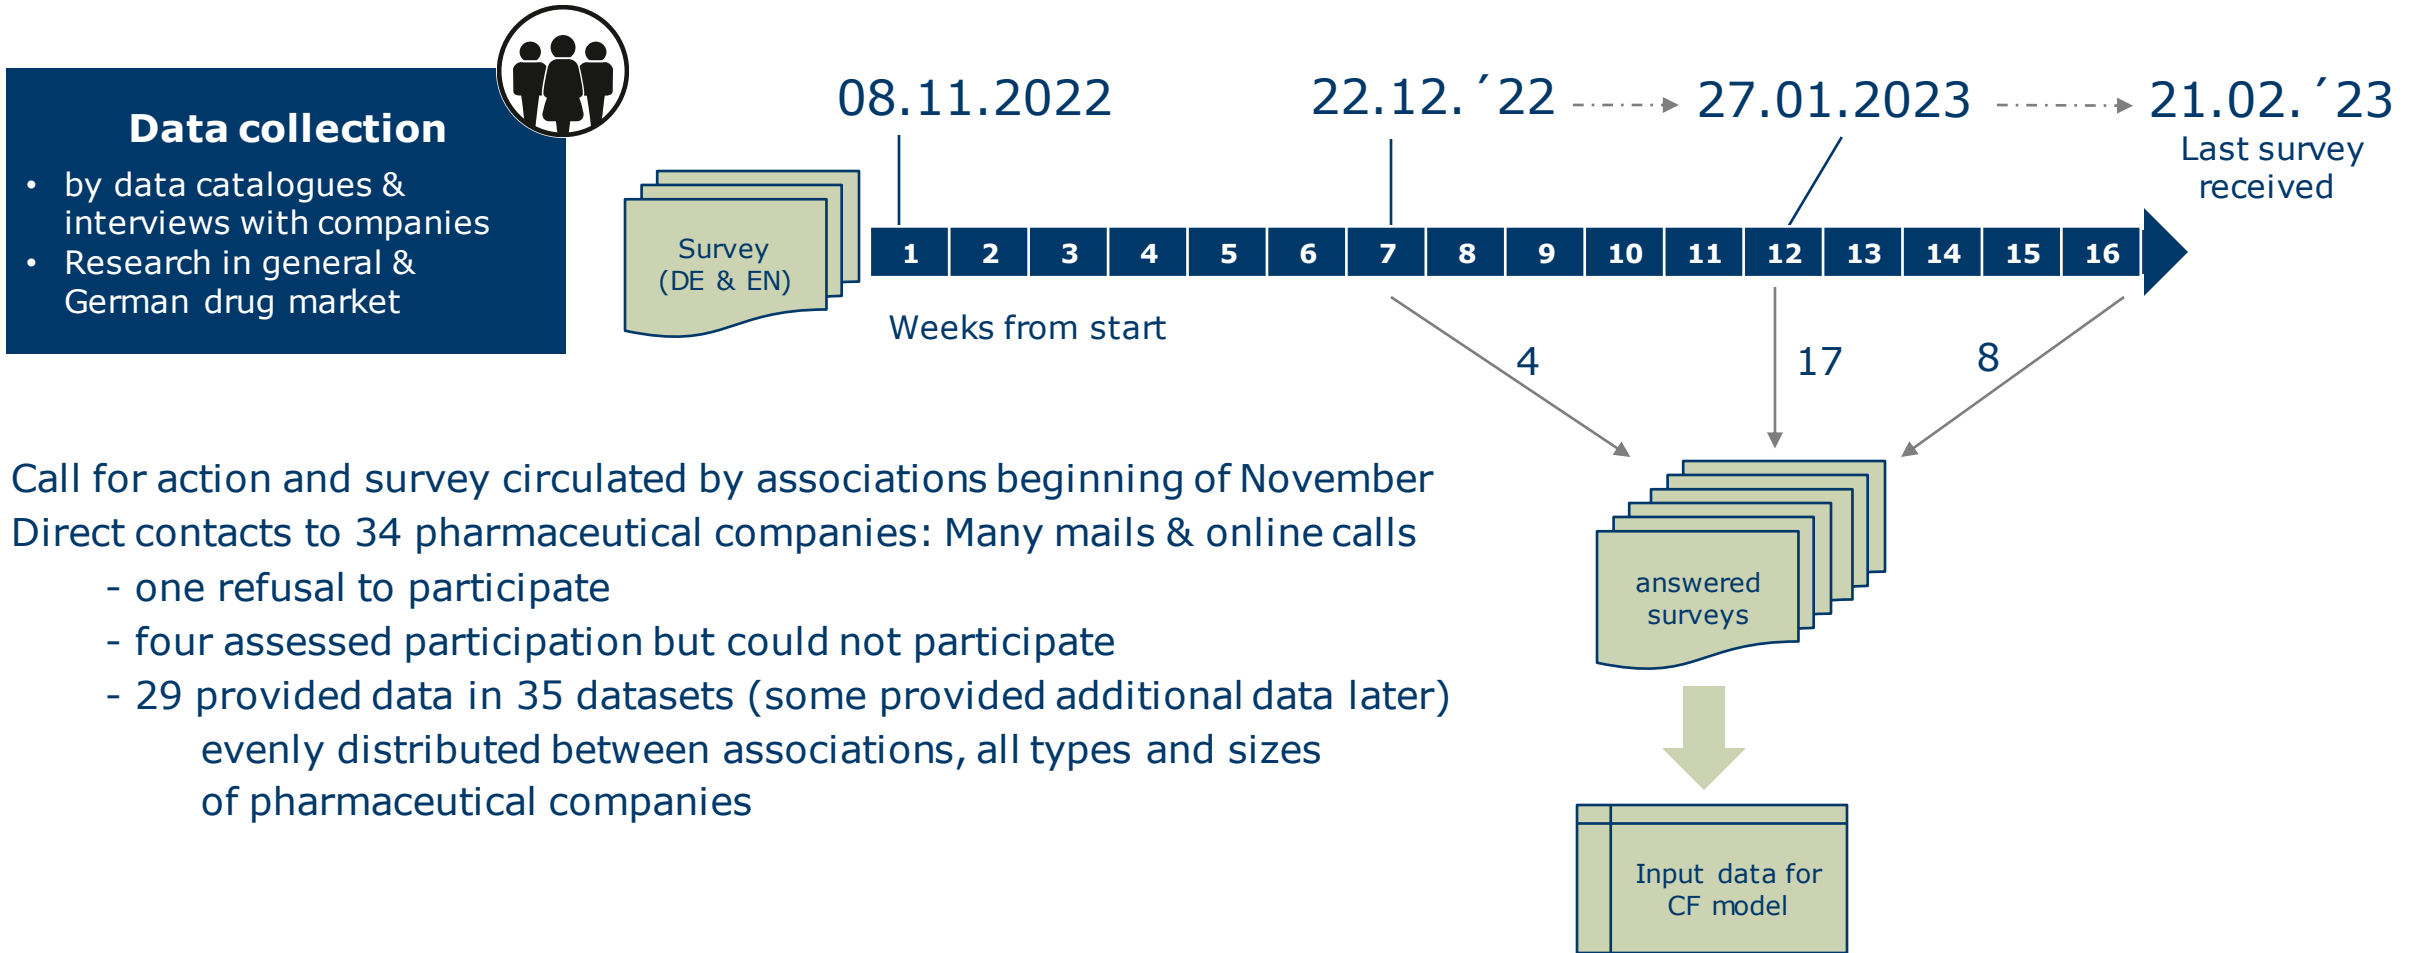 Data collection
• by data catalogues &
interviews with companies
• Research in general &
German drug market
08.11.2022
22.12. ´22
27.01.2023
21.02. ´23
Last survey
received
Survey
(DE & EN)
1 2 3 4 5 6 7 8 9 10 11 12 13 14 15 16
Weeks from start
4
17
8
Call for action and survey circulated by associations beginning of November
Direct contacts to 34 pharmaceutical companies: Many mails & online calls
- one refusal to participate
- four assessed participation but could not participate
- 29 provided data in 35 datasets (some provided additional data later)
evenly distributed between associations, all types and sizes
of pharmaceutical companies
answered
surveys
Input data for
CF model